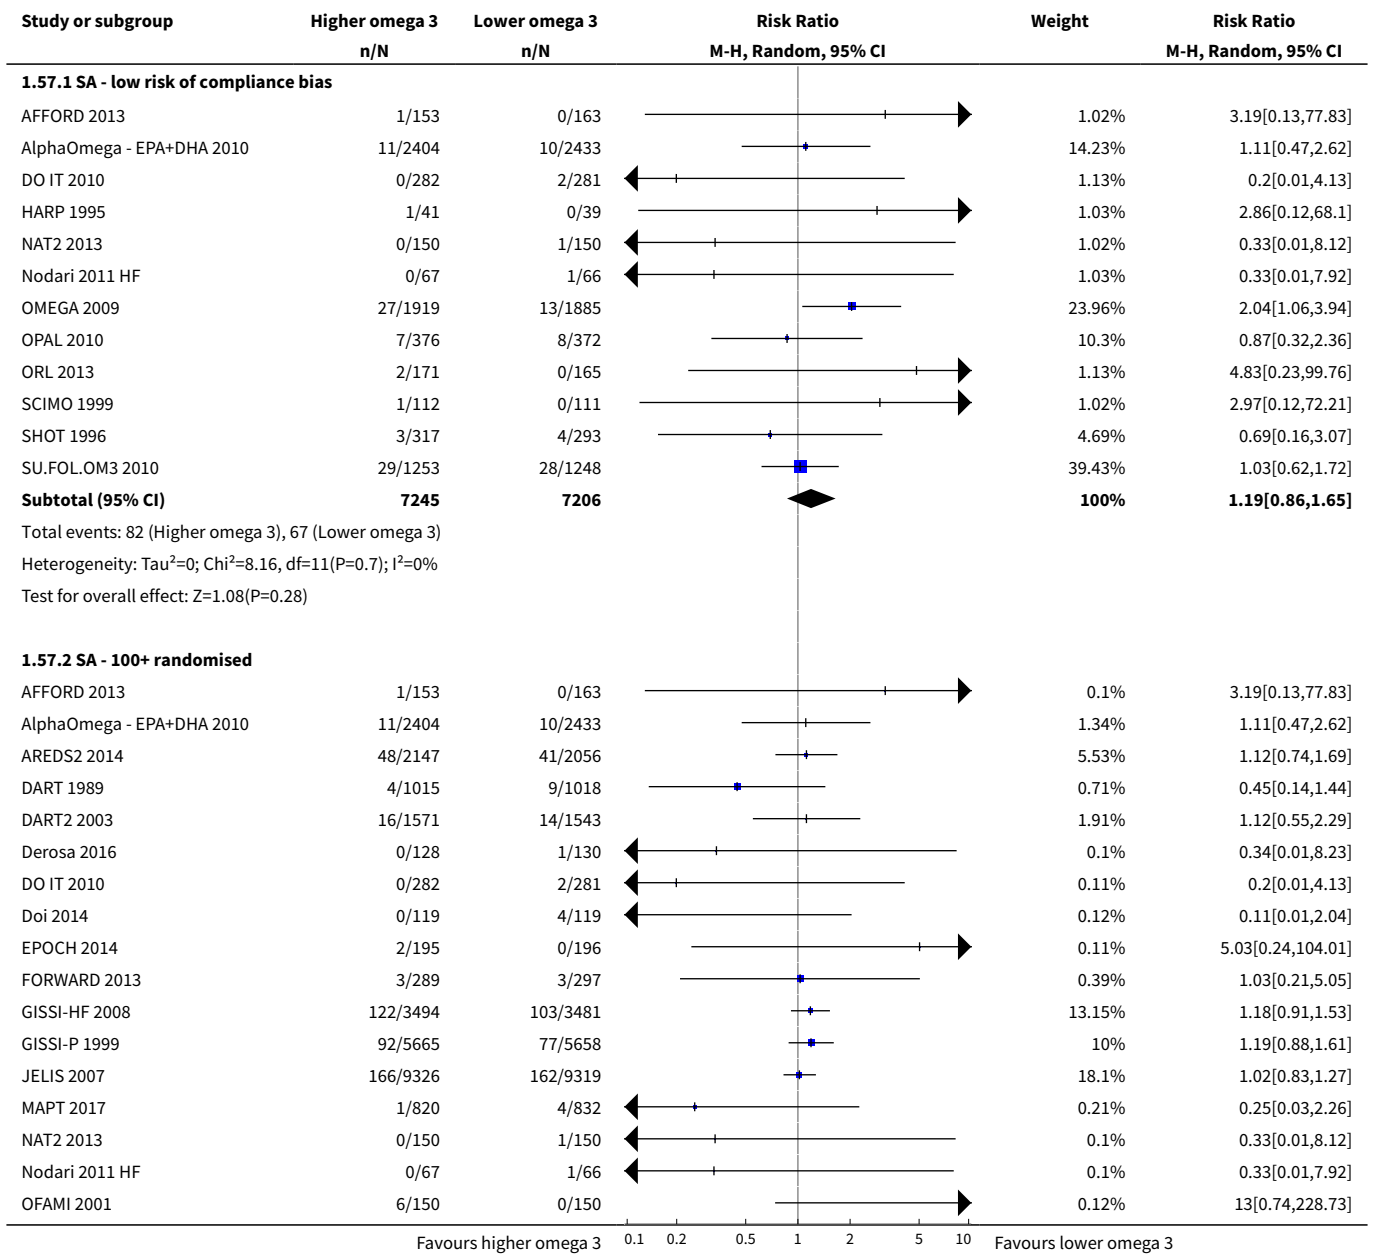 Study or subgroup Higher omega 3 Lower omega 3 Risk Ratio Weight Risk Ratio
n/N n/N M-H, Random, 95% CI M-H, Random, 95% CI
1.57.1 SA - low risk of compliance bias
AFFORD 2013 1/153 0/163 1.02% 3.19[0.13,77.83]
AlphaOmega - EPA+DHA 2010 11/2404 10/2433 14.23% 1.11[0.47,2.62]
DO IT 2010 0/282 2/281 1.13% 0.2[0.01,4.13]
HARP 1995 1/41 0/39 1.03% 2.86[0.12,68.1]
NAT2 2013 0/150 1/150 1.02% 0.33[0.01,8.12]
Nodari 2011 HF 0/67 1/66 1.03% 0.33[0.01,7.92]
OMEGA 2009 27/1919 13/1885 23.96% 2.04[1.06,3.94]
OPAL 2010 7/376 8/372 10.3% 0.87[0.32,2.36]
ORL 2013 2/171 0/165 1.13% 4.83[0.23,99.76]
SCIMO 1999 1/112 0/111 1.02% 2.97[0.12,72.21]
SHOT 1996 3/317 4/293 4.69% 0.69[0.16,3.07]
SU.FOL.OM3 2010 29/1253 28/1248 39.43% 1.03[0.62,1.72]
Subtotal (95% CI) 7245 7206 100% 1.19[0.86,1.65]
Total events: 82 (Higher omega 3), 67 (Lower omega 3)
Heterogeneity: Tau²=0; Chi²=8.16, df=11(P=0.7); I²=0%
Test for overall effect: Z=1.08(P=0.28)
1.57.2 SA - 100+ randomised
AFFORD 2013 1/153 0/163 0.1% 3.19[0.13,77.83]
AlphaOmega - EPA+DHA 2010 11/2404 10/2433 1.34% 1.11[0.47,2.62]
AREDS2 2014 48/2147 41/2056 5.53% 1.12[0.74,1.69]
DART 1989 4/1015 9/1018 0.71% 0.45[0.14,1.44]
DART2 2003 16/1571 14/1543 1.91% 1.12[0.55,2.29]
Derosa 2016 0/128 1/130 0.1% 0.34[0.01,8.23]
DO IT 2010 0/282 2/281 0.11% 0.2[0.01,4.13]
Doi 2014 0/119 4/119 0.12% 0.11[0.01,2.04]
EPOCH 2014 2/195 0/196 0.11% 5.03[0.24,104.01]
FORWARD 2013 3/289 3/297 0.39% 1.03[0.21,5.05]
GISSI-HF 2008 122/3494 103/3481 13.15% 1.18[0.91,1.53]
GISSI-P 1999 92/5665 77/5658 10% 1.19[0.88,1.61]
JELIS 2007 166/9326 162/9319 18.1% 1.02[0.83,1.27]
MAPT 2017 1/820 4/832 0.21% 0.25[0.03,2.26]
NAT2 2013 0/150 1/150 0.1% 0.33[0.01,8.12]
Nodari 2011 HF 0/67 1/66 0.1% 0.33[0.01,7.92]
OFAMI 2001 6/150 0/150 0.12% 13[0.74,228.73]
Favours higher omega 3 0.1 0.2 0.5 1 2 5 10 Favours lower omega 3